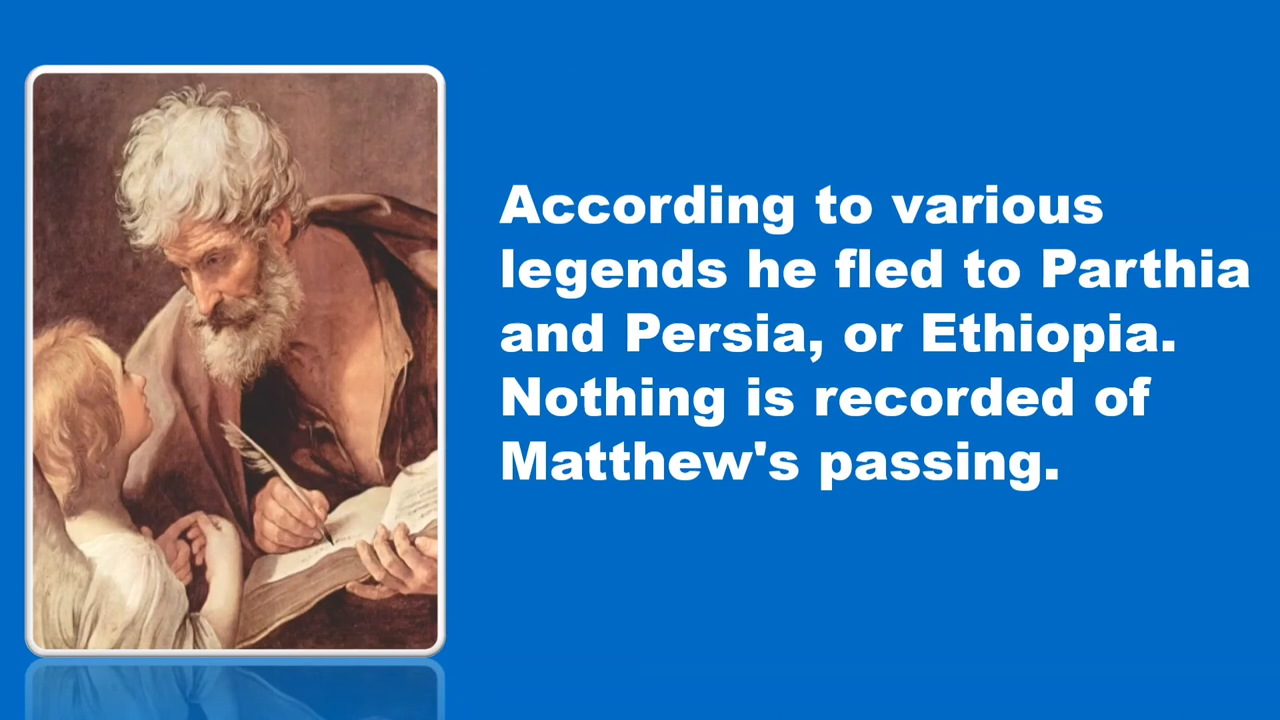 According to various
legends he fled to Parthia
and Persia, or Ethiopia.
Nothing is recorded of
Matthew's passing.